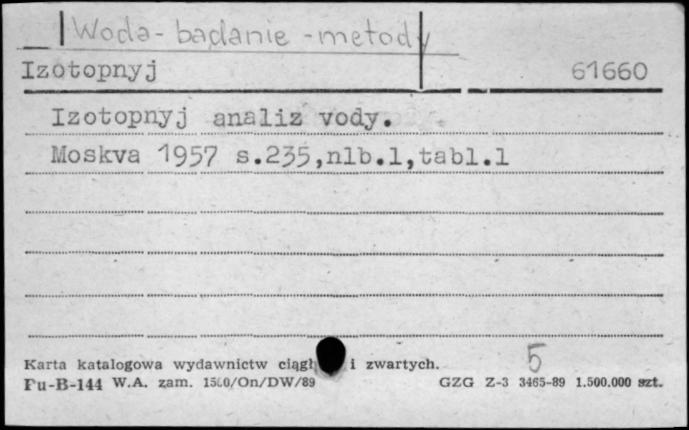 Woda - badanie - metody
Izotopnyj 61660
Izotopnyj analiz vody.
Moskva 1957 s.235,nlb.1,tabl.1
5
Karta katalogowa wydawnictw ciągł i zwartych.
Pu-B-144 W.A. zam. /On/DW/89 GZG Z-3 3465-89 1.500.000 szt.